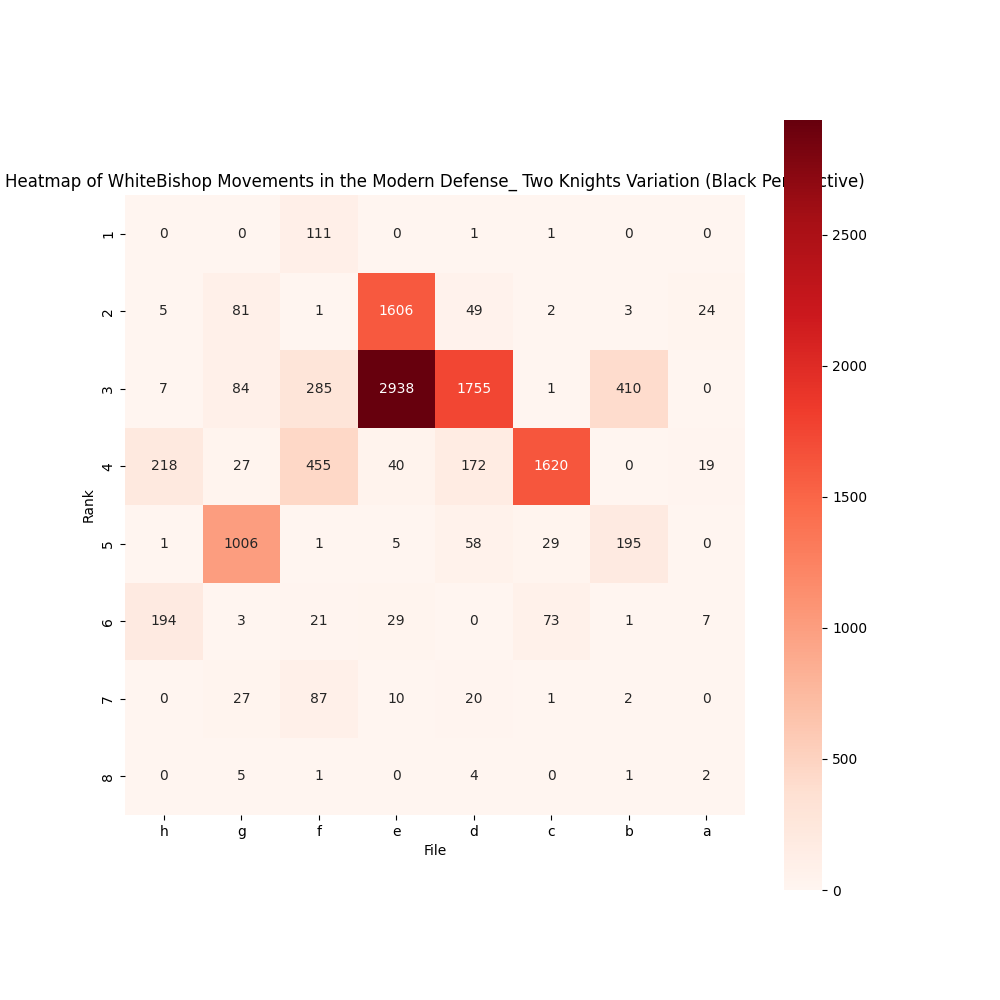 Heatmap of WhiteBishop Movements in the Modern Defense_ Two Knights Variation (Black Perspective)
1 0 0 111 0 1 1 0 0
2 5 81 1 1606 49 2 3 24
3 7 84 285 2938 1755 1 410 0
4 218 27 455 40 172 1620 0 19
5 1 1006 1 5 58 29 195 0
6 194 3 21 29 0 73 1 7
7 0 27 87 10 20 1 2 0
8 0 5 1 0 4 0 1 2
h g f e d c b a
File
Rank
2500
2000
1500
1000
500
0